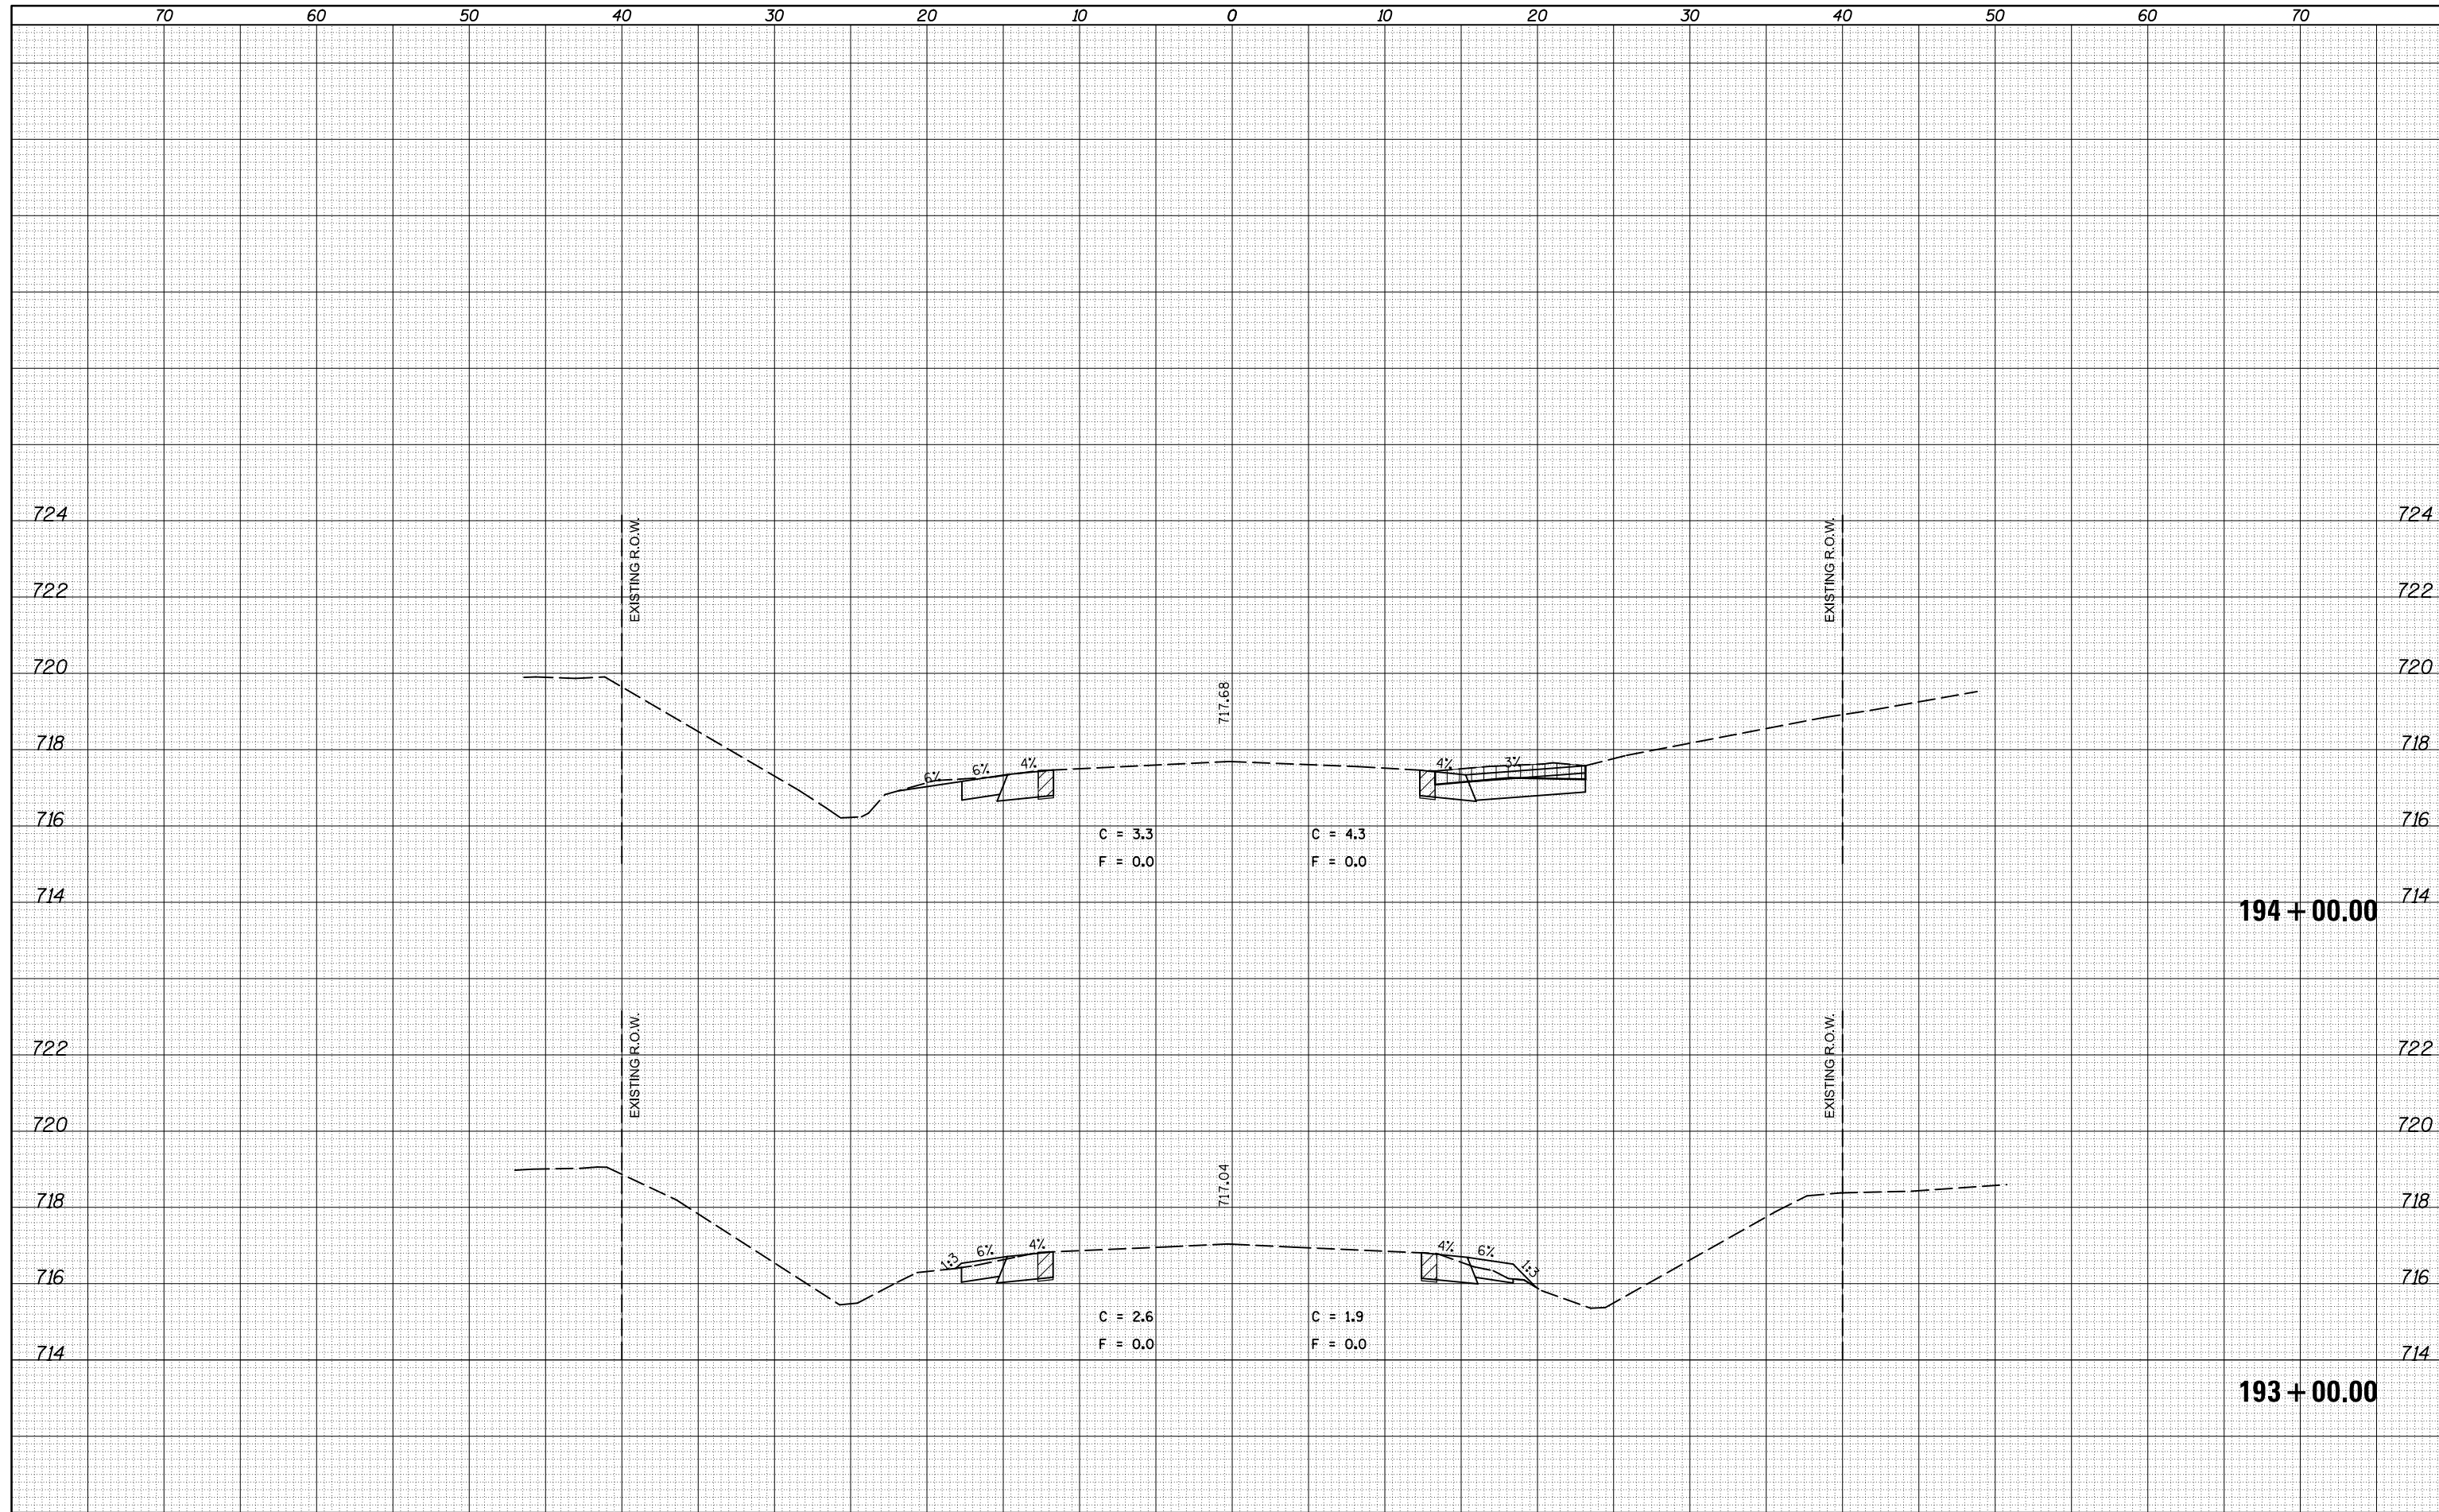 70 60 50 40 30 20 10 0 10 20 30 40 50 60 70
724 EXISTING R.O.W. EXISTING R.O.W. 724
722 722
720 720
717.68
718 718
6% 6% 4% 4% 3%
716 716
C = 3.3 C = 4.3
F = 0.0 F = 0.0
714 714
194+00.00
EXISTING R.O.W. EXISTING R.O.W.
722 722
720 720
717.04
718 718
1:3 6% 4% 4% 6% 1:3
716 716
C = 2.6 C = 1.9
F = 0.0 F = 0.0
714 714
193+00.00